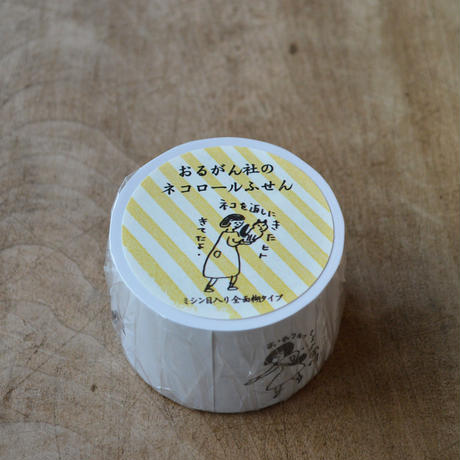 おるがん社の
ネコロールふせん
ネコを返しに
きたヒト
きてたよ。
ミシン目入り全面糊タイプ